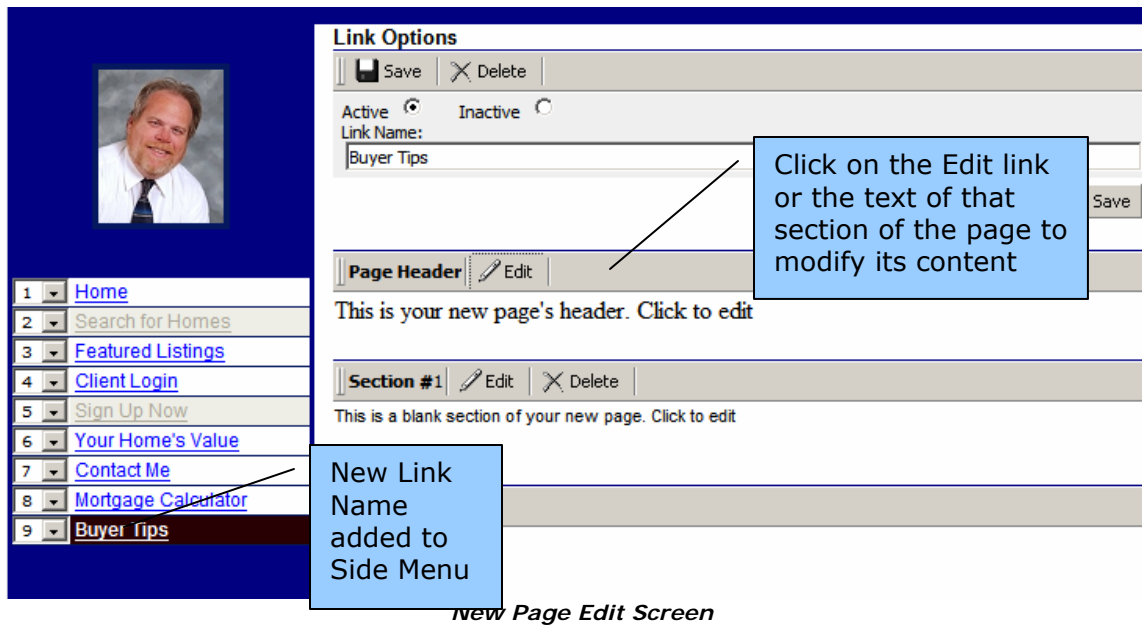 Link Options
Save Delete
Active Inactive
Link Name:
Buyer Tips
Click on the Edit link
or the text of that
section of the page to
modify its content
Save
Page Header Edit
This is your new page's header. Click to edit
Section #1 Edit Delete
This is a blank section of your new page. Click to edit
1 Home
2 Search for Homes
3 Featured Listings
4 Client Login
5 Sign Up Now
6 Your Home's Value
7 Contact Me
8 Mortgage Calculator
9 Buyer Tips
New Link
Name
added to
Side Menu
New Page Edit Screen